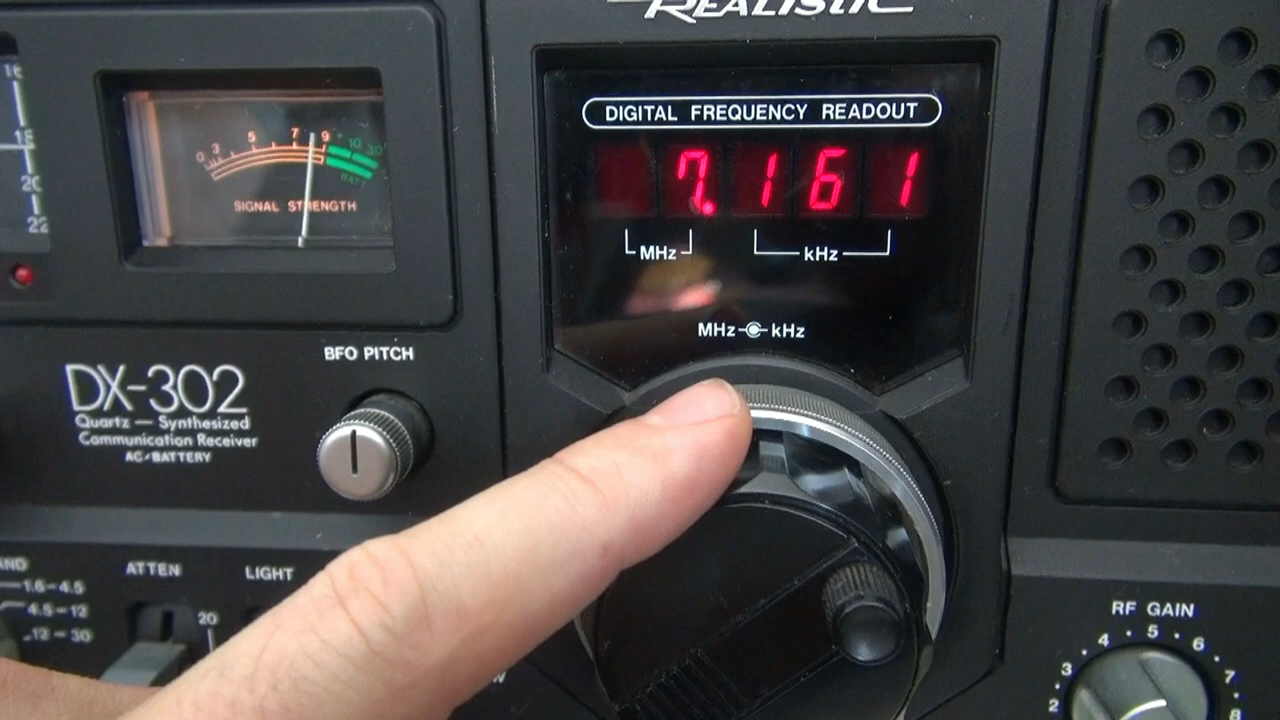 REALISTIC
DIGITAL FREQUENCY READOUT
7.161
MHz kHz
MHz kHz
0 3 5 7 9 +10 30
BATT
SIGNAL STRENGTH
16
18
20
22
DX-302
Quartz — Synthesized
Communication Receiver
AC/BATTERY
BFO PITCH
1.6-4.5
4.5-12
12-30
ATTEN
20
LIGHT
RF GAIN
2 3 4 5 6 7 8